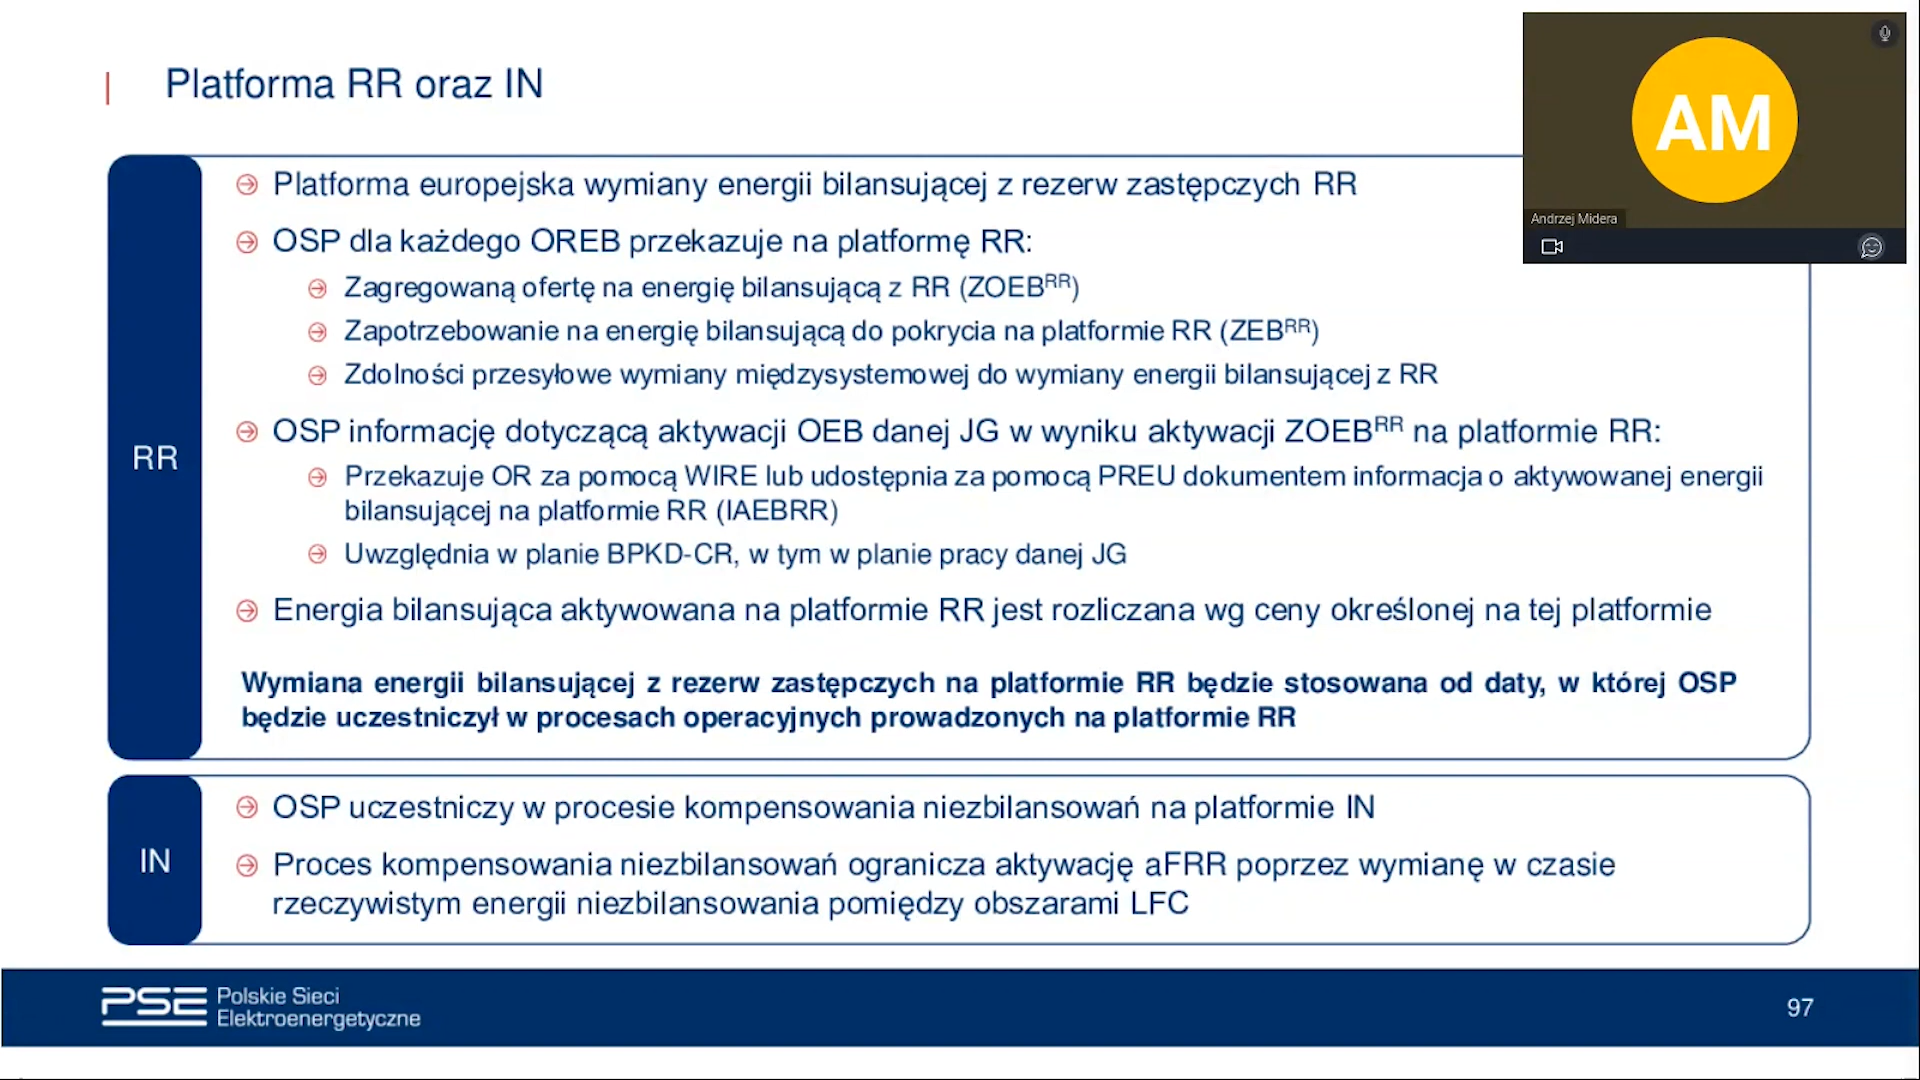 Platforma RR oraz IN
AM
Andrzej Midera
RR
Platforma europejska wymiany energii bilansującej z rezerw zastępczych RR
OSP dla każdego OREB przekazuje na platformę RR:
Zagregowaną ofertę na energię bilansującą z RR (ZOEBᴿᴿ)
Zapotrzebowanie na energię bilansującą do pokrycia na platformie RR (ZEBᴿᴿ)
Zdolności przesyłowe wymiany międzysystemowej do wymiany energii bilansującej z RR
OSP informację dotyczącą aktywacji OEB danej JG w wyniku aktywacji ZOEBᴿᴿ na platformie RR:
Przekazuje OR za pomocą WIRE lub udostępnia za pomocą PREU dokumentem informacja o aktywowanej energii
bilansującej na platformie RR (IAEBRR)
Uwzględnia w planie BPKD-CR, w tym w planie pracy danej JG
Energia bilansująca aktywowana na platformie RR jest rozliczana wg ceny określonej na tej platformie
Wymiana energii bilansującej z rezerw zastępczych na platformie RR będzie stosowana od daty, w której OSP
będzie uczestniczył w procesach operacyjnych prowadzonych na platformie RR
IN
OSP uczestniczy w procesie kompensowania niezbilansowań na platformie IN
Proces kompensowania niezbilansowań ogranicza aktywację aFRR poprzez wymianę w czasie
rzeczywistym energii niezbilansowania pomiędzy obszarami LFC
PSE
Polskie Sieci
Elektroenergetyczne
97